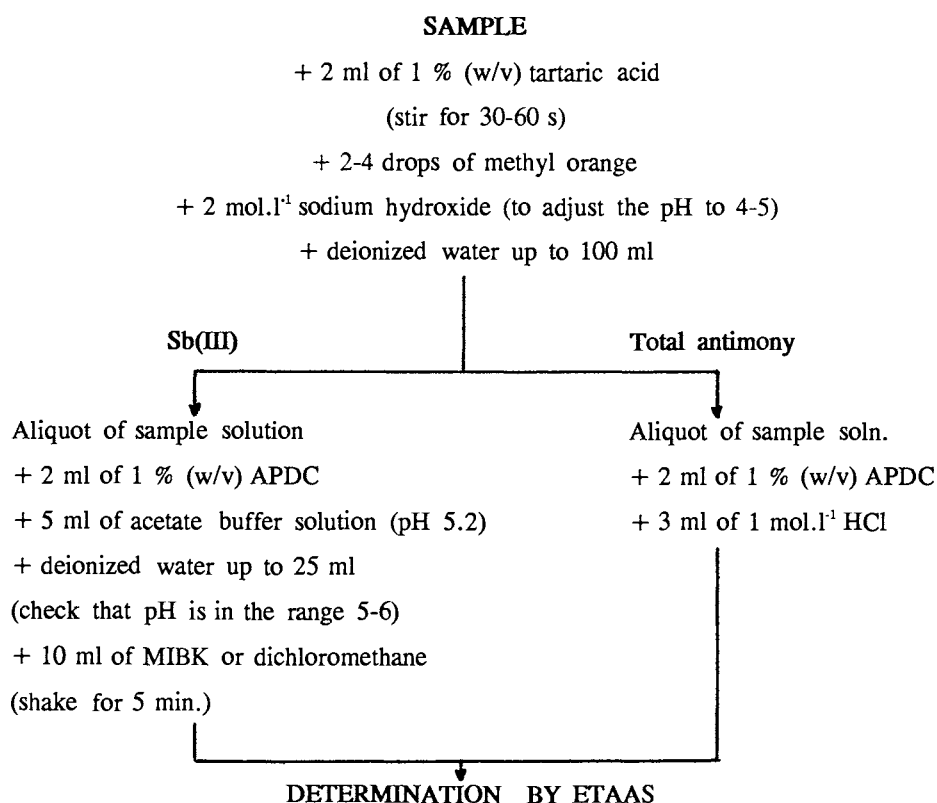 SAMPLE
+ 2 ml of 1 % (w/v) tartaric acid
(stir for 30-60 s)
+ 2-4 drops of methyl orange
+ 2 mol.l⁻¹ sodium hydroxide (to adjust the pH to 4-5)
+ deionized water up to 100 ml
Sb(III)
Aliquot of sample solution
+ 2 ml of 1 % (w/v) APDC
+ 5 ml of acetate buffer solution (pH 5.2)
+ deionized water up to 25 ml
(check that pH is in the range 5-6)
+ 10 ml of MIBK or dichloromethane
(shake for 5 min.)
Total antimony
Aliquot of sample soln.
+ 2 ml of 1 % (w/v) APDC
+ 3 ml of 1 mol.l⁻¹ HCl
DETERMINATION BY ETAAS